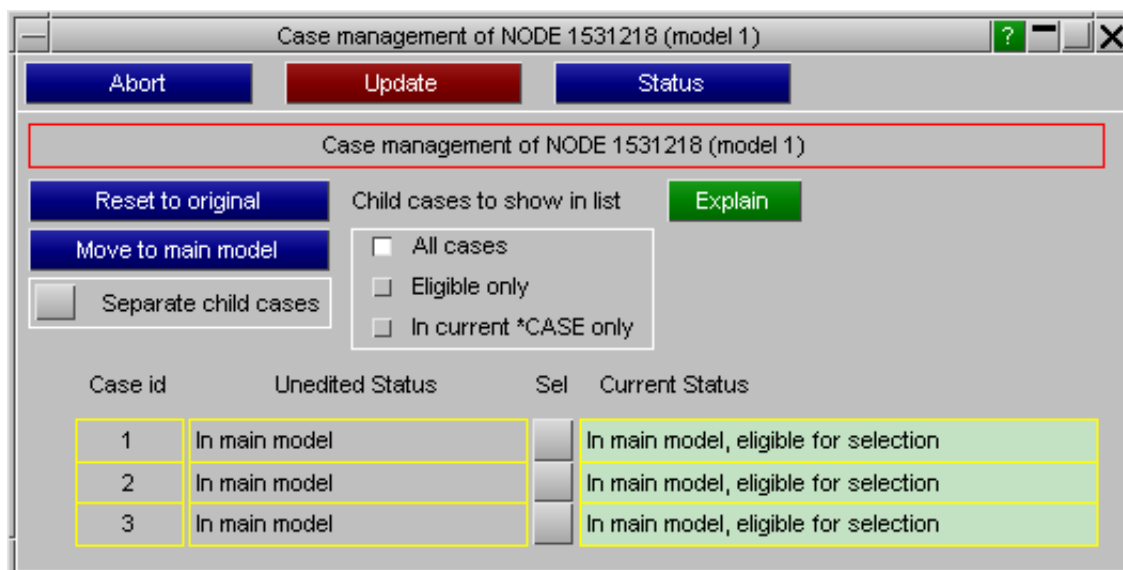 Case management of NODE 1531218 (model 1) ?
Abort Update Status
Case management of NODE 1531218 (model 1)
Reset to original Child cases to show in list Explain
Move to main model All cases
Eligible only
Separate child cases
In current *CASE only
Case id Unedited Status Sel Current Status
1 In main model In main model, eligible for selection
2 In main model In main model, eligible for selection
3 In main model In main model, eligible for selection